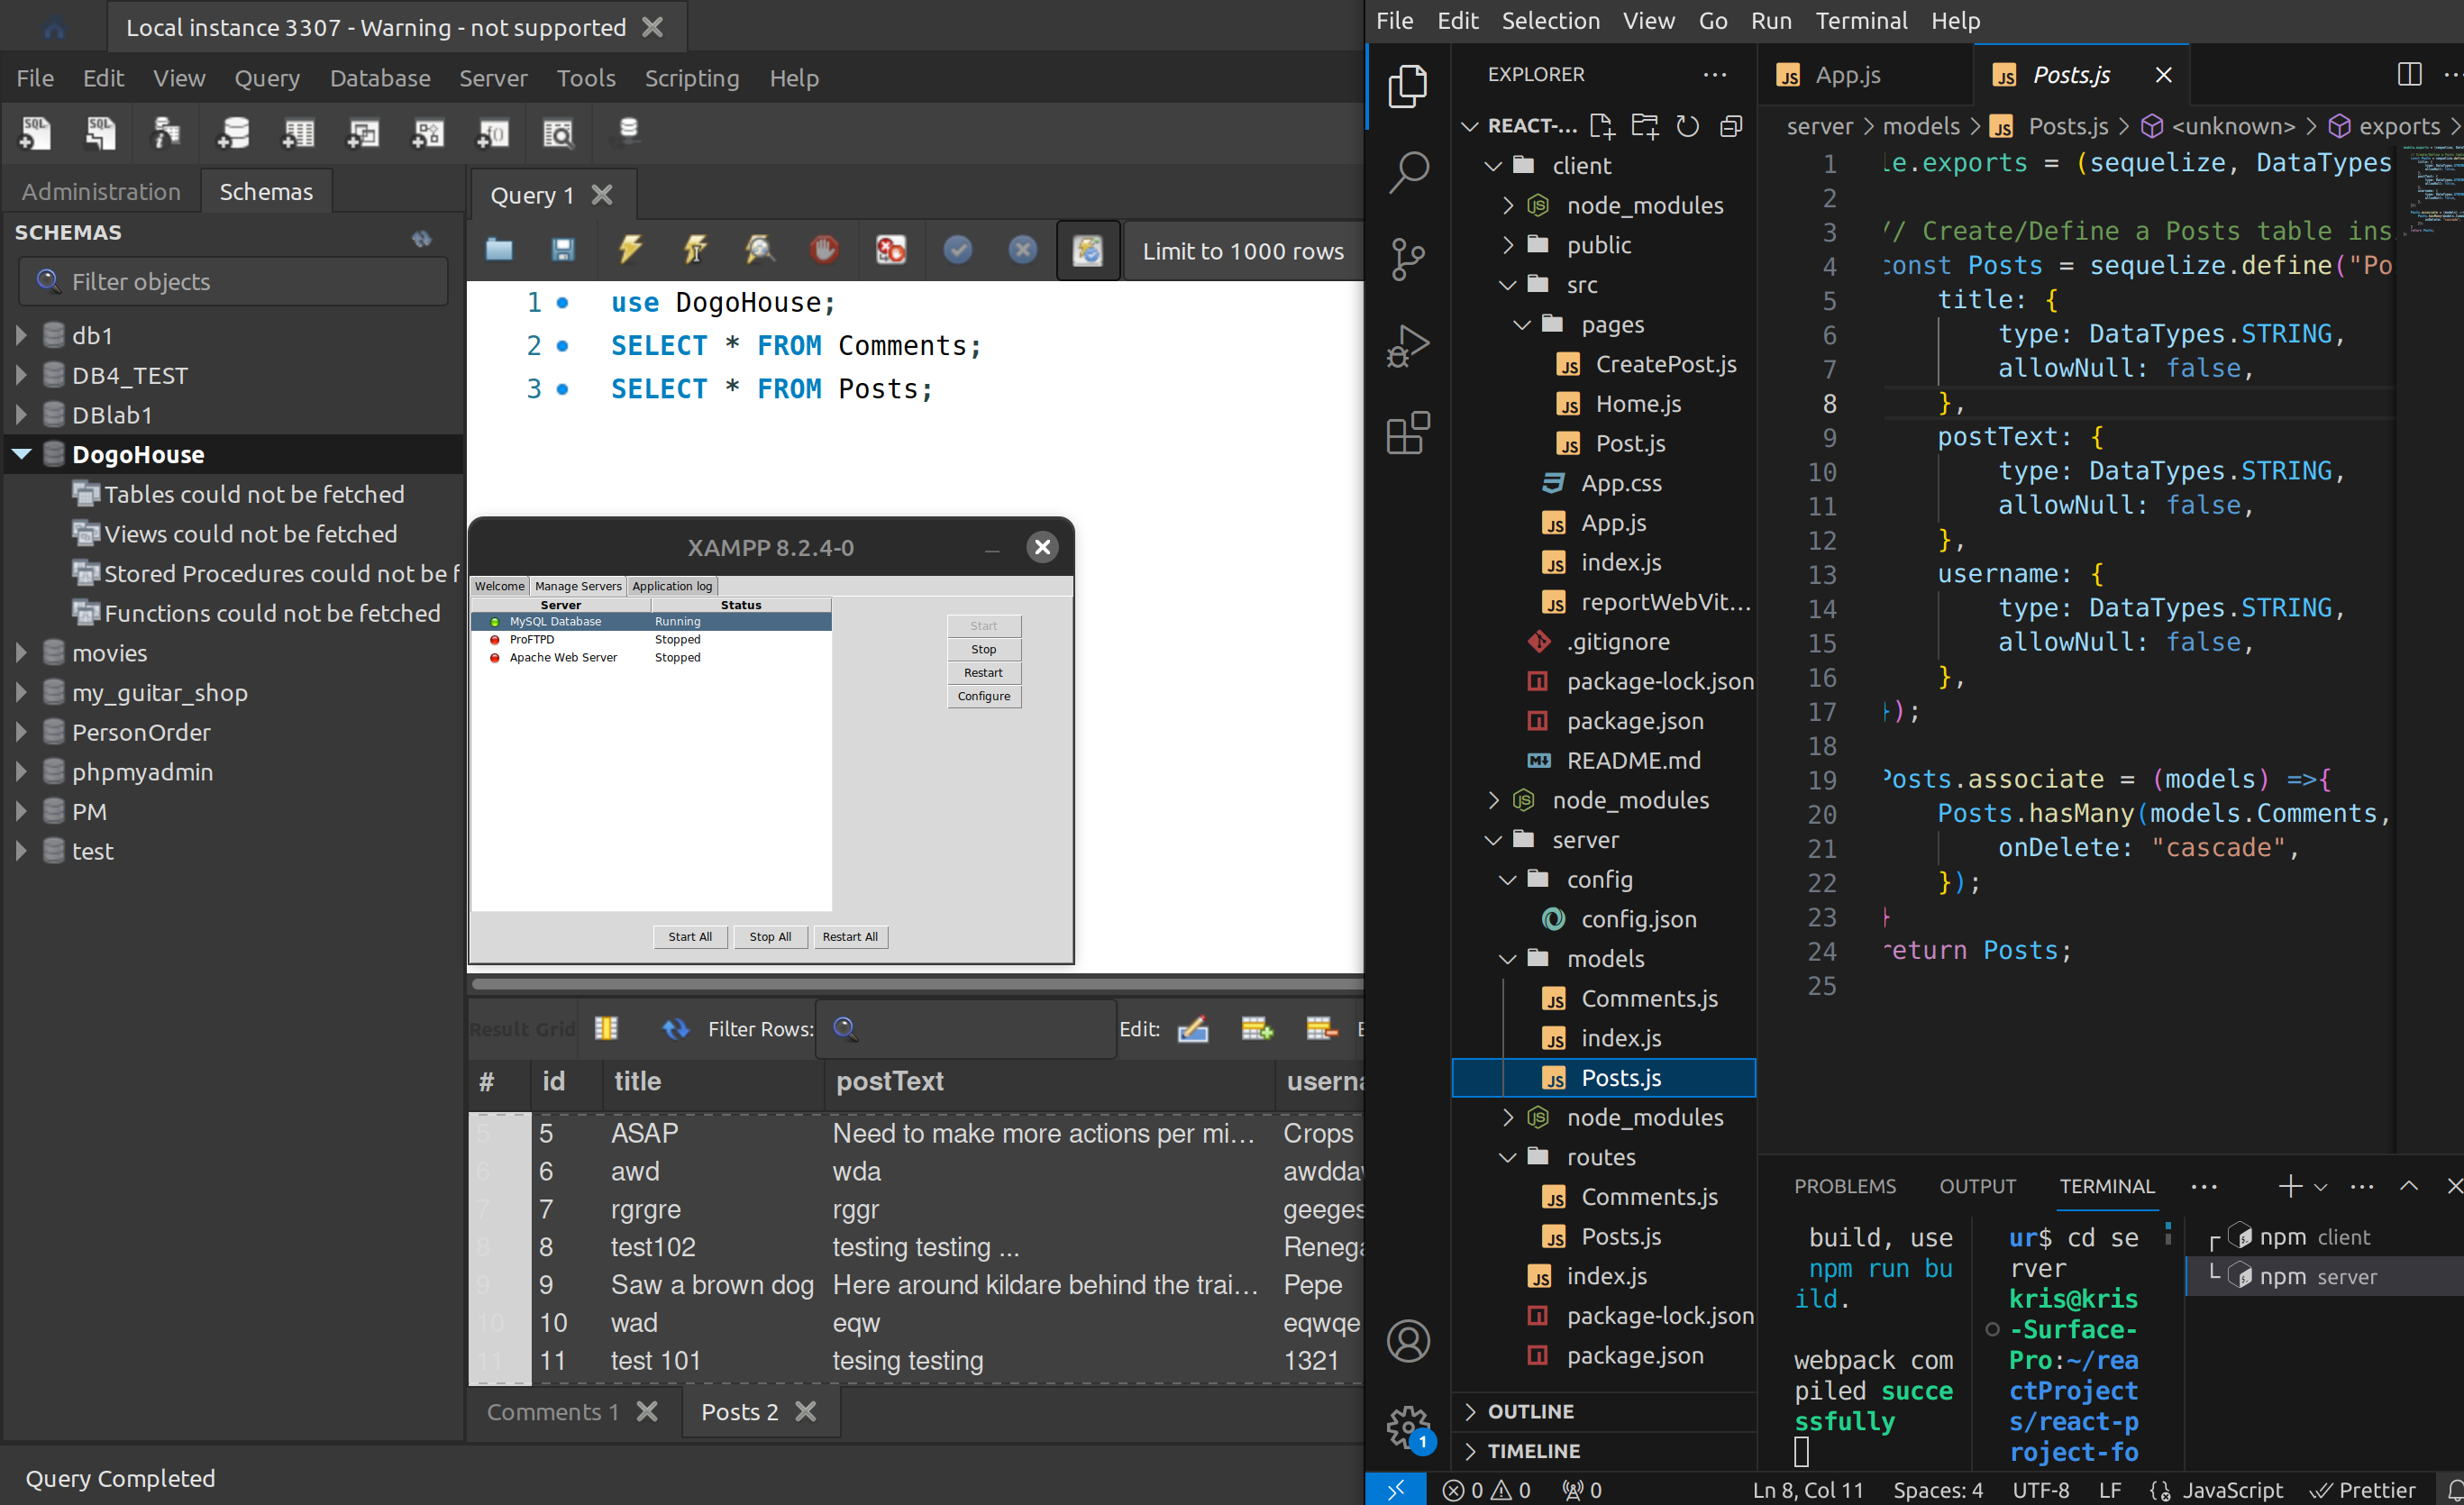 Local instance 3307 - Warning - not supported
File Edit View Query Database Server Tools Scripting Help
Administration Schemas
SCHEMAS
Filter objects
db1
DB4_TEST
DBlab1
DogoHouse
Tables could not be fetched
Views could not be fetched
Stored Procedures could not be f
Functions could not be fetched
movies
my_guitar_shop
PersonOrder
phpmyadmin
PM
test
Query Completed
Query 1
Limit to 1000 rows
1 use DogoHouse;
2 SELECT * FROM Comments;
3 SELECT * FROM Posts;
XAMPP 8.2.4-0
Welcome Manage Servers Application log
Server Status
MySQL Database Running
ProFTPD Stopped
Apache Web Server Stopped
Start
Stop
Restart
Configure
Start All Stop All Restart All
Result Grid Filter Rows: Edit:
# id title postText userna
5 5 ASAP Need to make more actions per mi... Crops
6 6 awd wda awddav
7 7 rgrgre rggr geeges
8 8 test102 testing testing ... Renega
9 9 Saw a brown dog Here around kildare behind the trai... Pepe
10 10 wad eqw eqwqe
11 11 test 101 tesing testing 1321
Comments 1 Posts 2
File Edit Selection View Go Run Terminal Help
EXPLORER
REACT-...
client
node_modules
public
src
pages
CreatePost.js
Home.js
Post.js
App.css
App.js
index.js
reportWebVit...
.gitignore
package-lock.json
package.json
README.md
node_modules
server
config
config.json
models
Comments.js
index.js
Posts.js
node_modules
routes
Comments.js
Posts.js
index.js
package-lock.json
package.json
OUTLINE
TIMELINE
App.js Posts.js
server > models > Posts.js > <unknown> > exports >
1 le.exports = (sequelize, DataTypes
2
3 // Create/Define a Posts table ins
4 const Posts = sequelize.define("Po
5 title: {
6 type: DataTypes.STRING,
7 allowNull: false,
8 },
9 postText: {
10 type: DataTypes.STRING,
11 allowNull: false,
12 },
13 username: {
14 type: DataTypes.STRING,
15 allowNull: false,
16 },
17 });
18
19 Posts.associate = (models) =>{
20 Posts.hasMany(models.Comments,
21 onDelete: "cascade",
22 });
23 }
24 return Posts;
25
PROBLEMS OUTPUT TERMINAL
build, use
npm run bu
ild.
webpack com
piled succe
ssfully
ur$ cd se
rver
kris@kris
-Surface-
Pro:~/rea
ctProject
s/react-p
roject-fo
npm client
npm server
1
0 0 0 Ln 8, Col 11 Spaces: 4 UTF-8 LF JavaScript Prettier